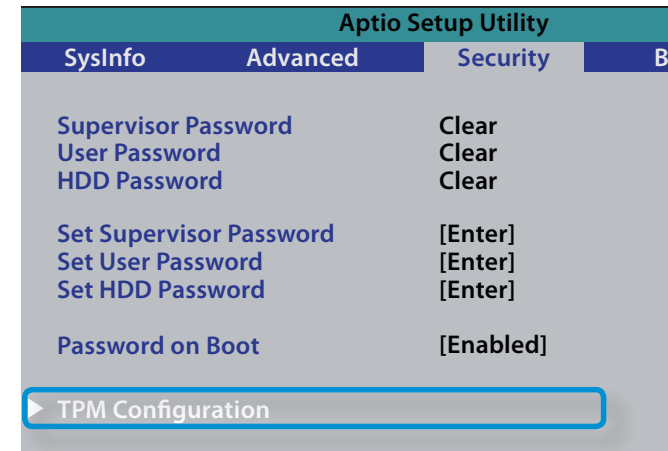 Aptio Setup Utility
SysInfo Advanced Security B
Supervisor Password Clear
User Password Clear
HDD Password Clear
Set Supervisor Password [Enter]
Set User Password [Enter]
Set HDD Password [Enter]
Password on Boot [Enabled]
TPM Configuration